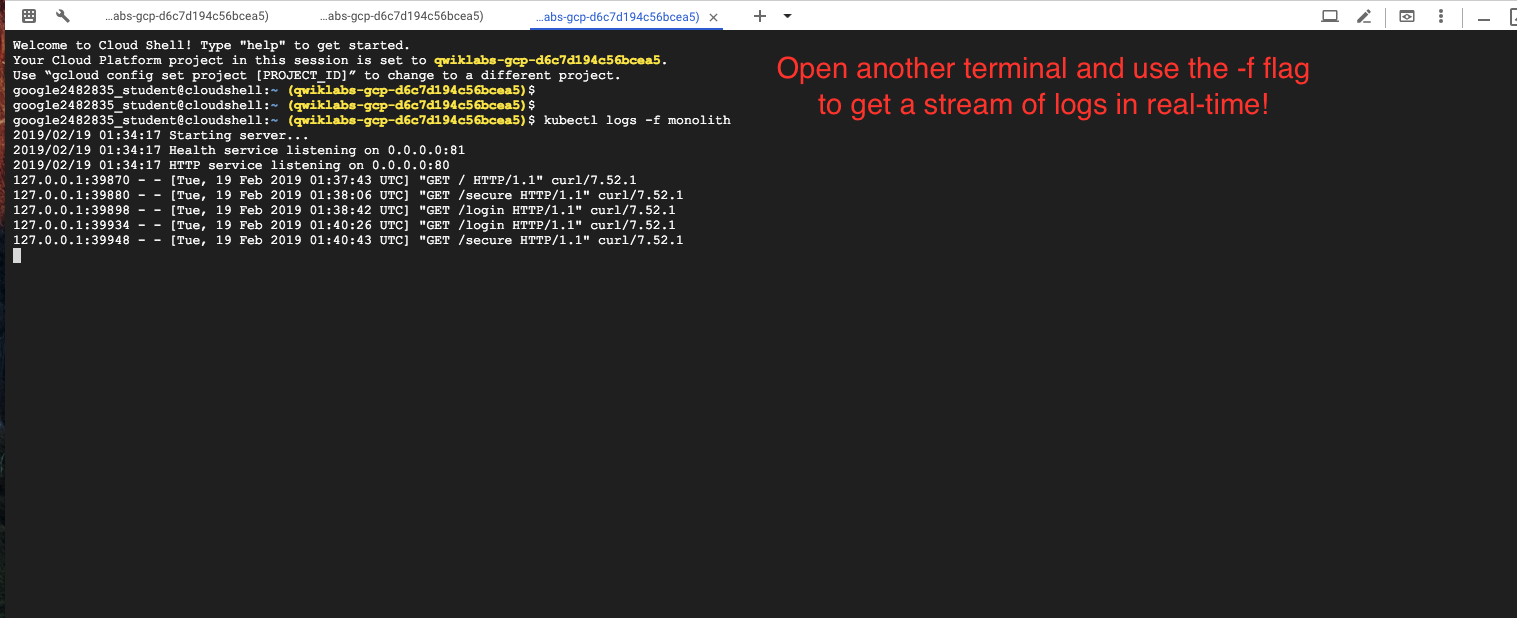 ...abs-gcp-d6c7d194c56bcea5) ...abs-gcp-d6c7d194c56bcea5) ...abs-gcp-d6c7d194c56bcea5)
Welcome to Cloud Shell! Type "help" to get started.
Your Cloud Platform project in this session is set to qwiklabs-gcp-d6c7d194c56bcea5.
Use “gcloud config set project [PROJECT_ID]” to change to a different project.
google2482835_student@cloudshell:~ (qwiklabs-gcp-d6c7d194c56bcea5)$
google2482835_student@cloudshell:~ (qwiklabs-gcp-d6c7d194c56bcea5)$
google2482835_student@cloudshell:~ (qwiklabs-gcp-d6c7d194c56bcea5)$ kubectl logs -f monolith
2019/02/19 01:34:17 Starting server...
2019/02/19 01:34:17 Health service listening on 0.0.0.0:81
2019/02/19 01:34:17 HTTP service listening on 0.0.0.0:80
127.0.0.1:39870 - - [Tue, 19 Feb 2019 01:37:43 UTC] "GET / HTTP/1.1" curl/7.52.1
127.0.0.1:39880 - - [Tue, 19 Feb 2019 01:38:06 UTC] "GET /secure HTTP/1.1" curl/7.52.1
127.0.0.1:39898 - - [Tue, 19 Feb 2019 01:38:42 UTC] "GET /login HTTP/1.1" curl/7.52.1
127.0.0.1:39934 - - [Tue, 19 Feb 2019 01:40:26 UTC] "GET /login HTTP/1.1" curl/7.52.1
127.0.0.1:39948 - - [Tue, 19 Feb 2019 01:40:43 UTC] "GET /secure HTTP/1.1" curl/7.52.1
Open another terminal and use the -f flag
to get a stream of logs in real-time!